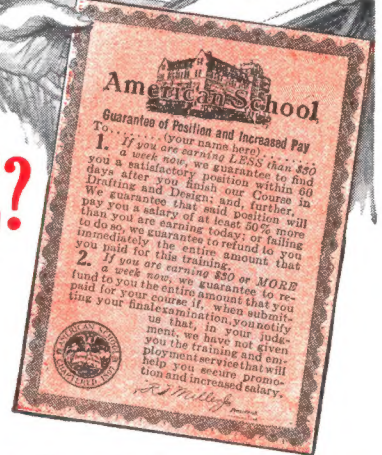 ?
American School
Guarantee of Position and Increased Pay
To........(your name here)........
1. If you are earning LESS than $50
a week now, we guarantee to find
you a satisfactory position within 60
days after you finish our Course in
Drafting and Design; and, further,
We guarantee that said position will
pay you a salary of at least 50% more
than you are earning today; or failing
to do so, we guarantee to refund to you
immediately the entire amount that
you paid for this training.
2. If you are earning $50 or MORE
a week now, we guarantee to re-
fund to you the entire amount that you
paid for your course if, when submit-
ting your final examination, you notify
us that, in your judg-
ment, we have not given
you the training and em-
ployment service that will
help you secure promo-
tion and increased salary.
AMERICAN SCHOOL
CHARTERED 1897